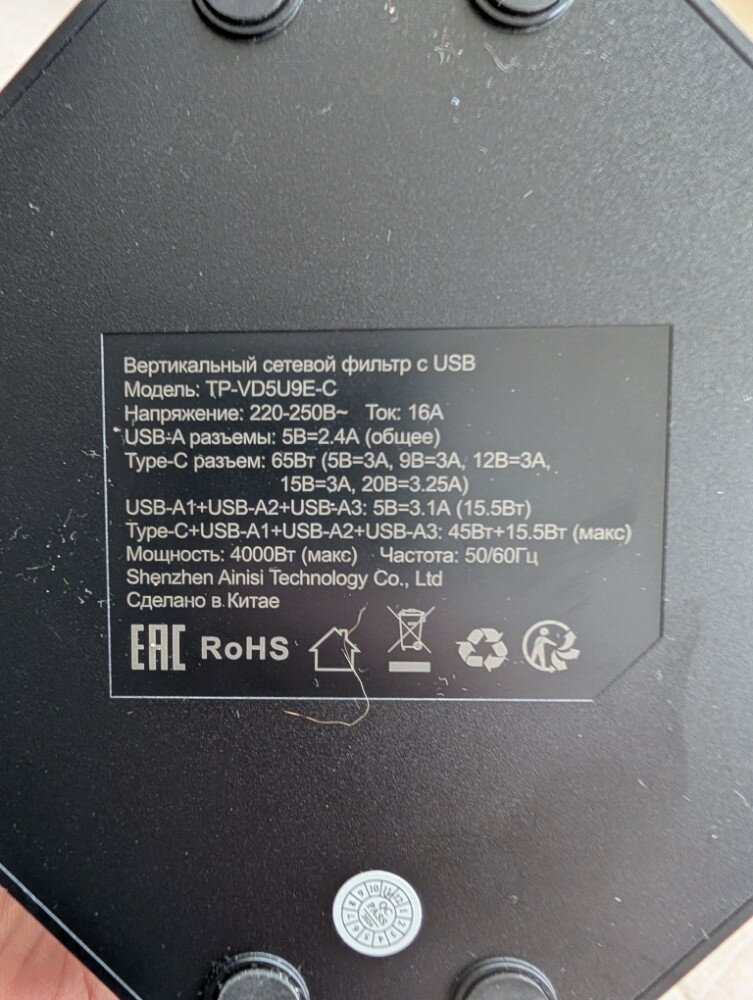 Вертикальный сетевой фильтр с USB
Модель: TP-VD5U9E-C
Напряжение: 220-250В~ Ток: 16А
USB-A разъемы: 5В=2.4А (общее)
Type-C разъем: 65Вт (5В=3А, 9В=3А, 12В=3А,
15В=3А, 20В=3.25А)
USB-A1+USB-A2+USB-A3: 5В=3.1А (15.5Вт)
Type-C+USB-A1+USB-A2+USB-A3: 45Вт+15.5Вт (макс)
Мощность: 4000Вт (макс) Частота: 50/60Гц
Shenzhen Ainisi Technology Co., Ltd
Сделано в Китае
EAC RoHS